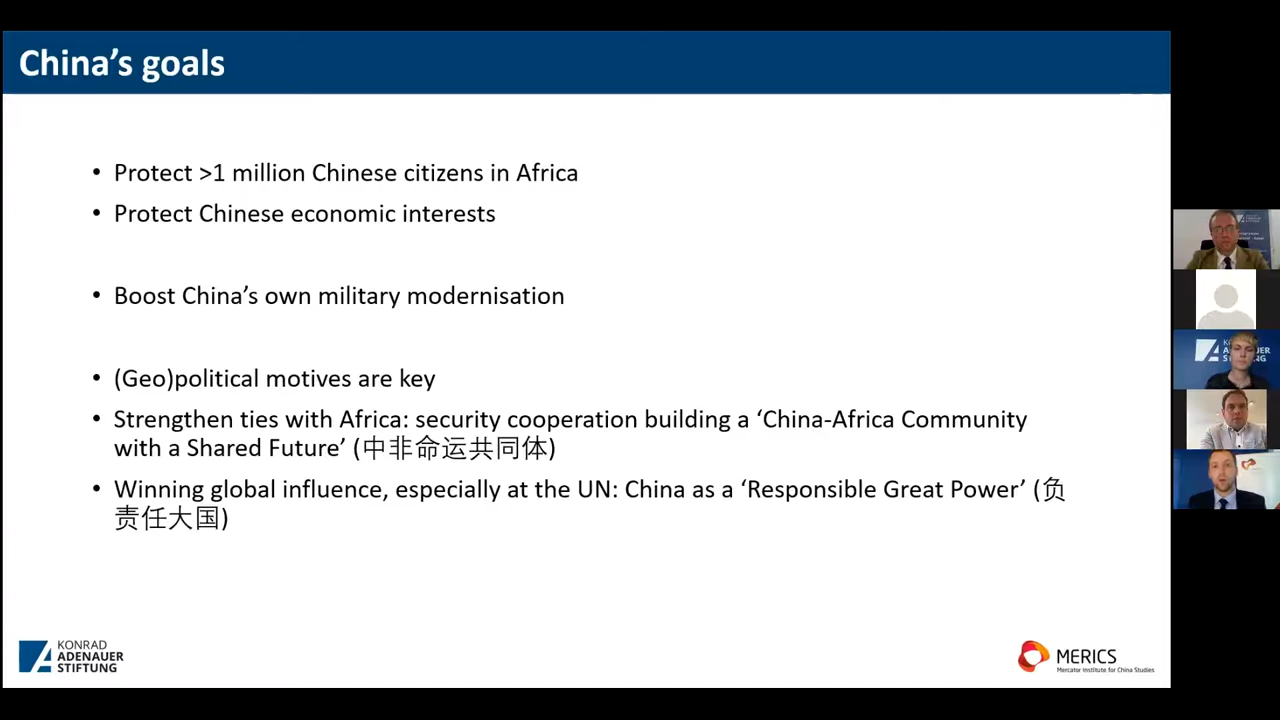 China's goals
• Protect >1 million Chinese citizens in Africa
• Protect Chinese economic interests
• Boost China's own military modernisation
• (Geo)political motives are key
• Strengthen ties with Africa: security cooperation building a ‘China-Africa Community
with a Shared Future’ (中非命运共同体)
• Winning global influence, especially at the UN: China as a ‘Responsible Great Power’ (负
责任大国)
KONRAD
ADENAUER
STIFTUNG
MERICS
Mercator Institute for China Studies